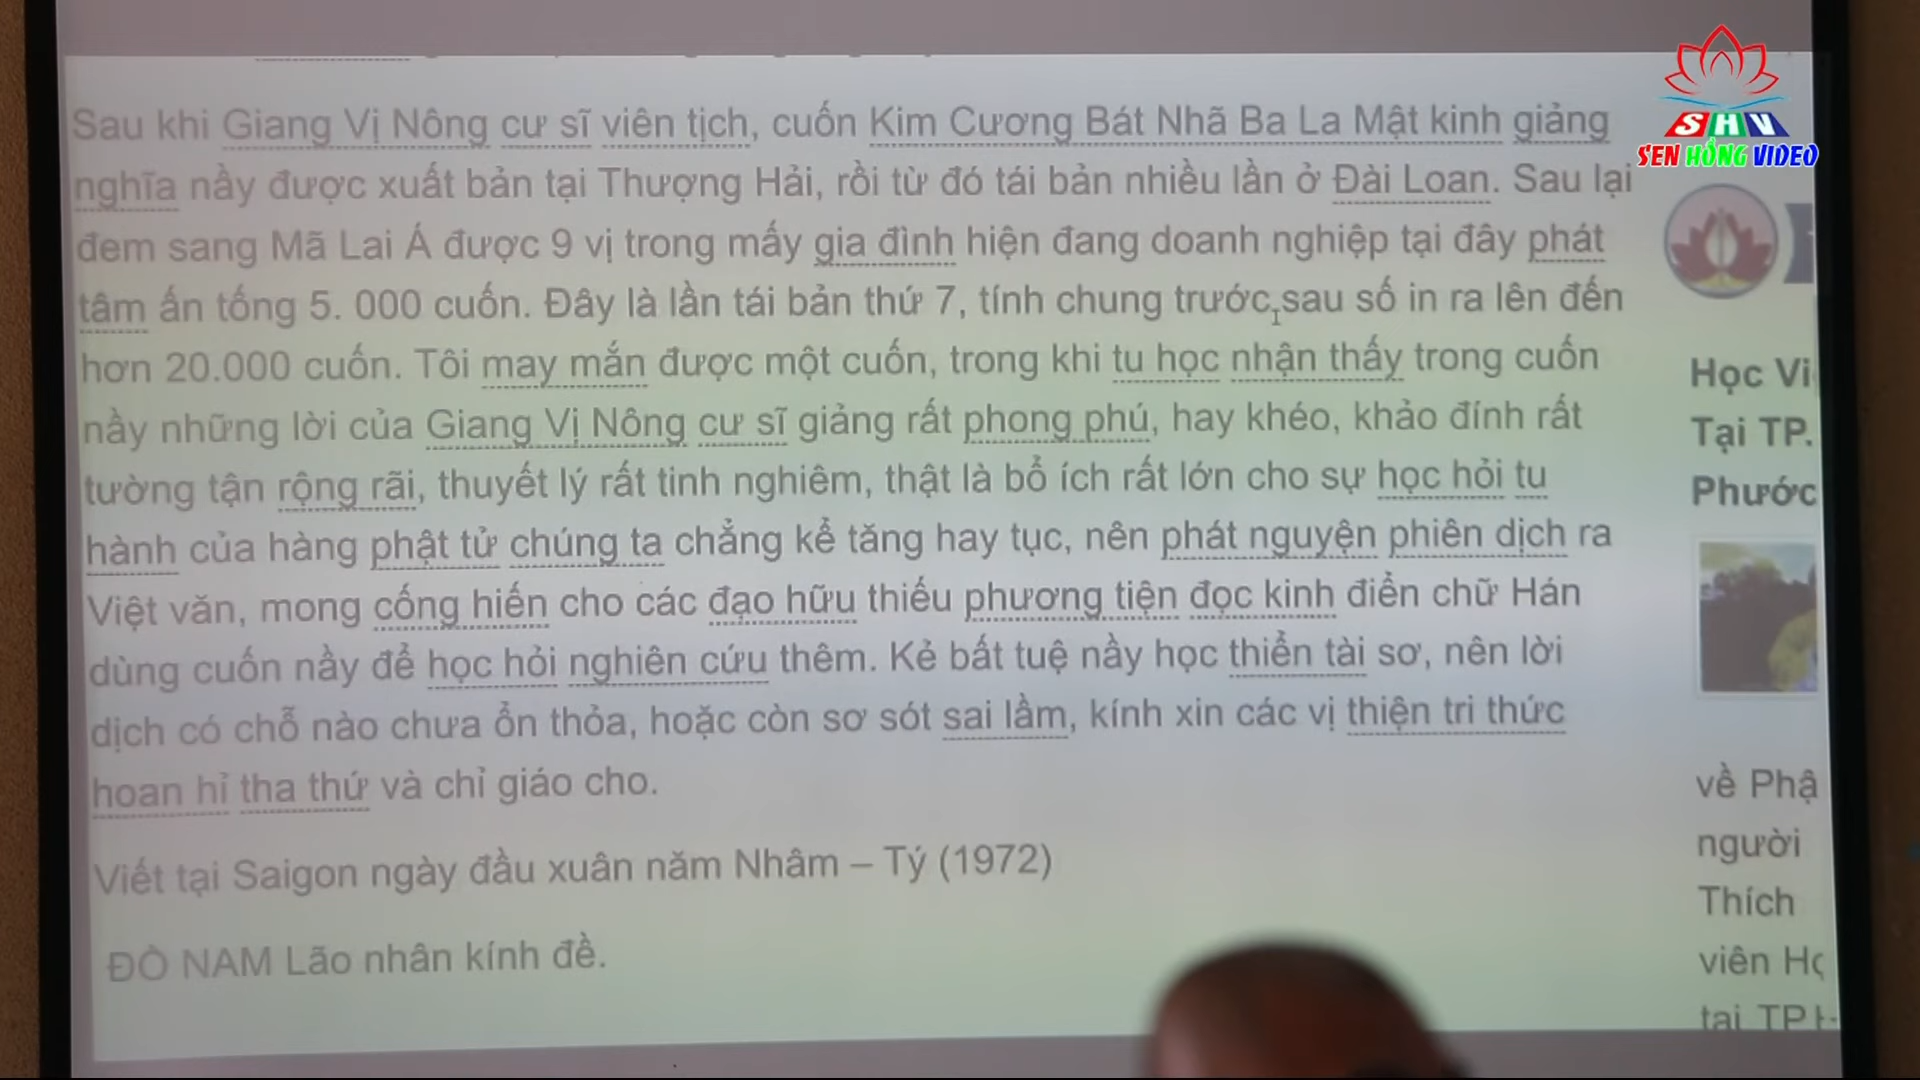 Sau khi Giang Vị Nông cư sĩ viên tịch, cuốn Kim Cương Bát Nhã Ba La Mật kinh giảng
nghĩa nầy được xuất bản tại Thượng Hải, rồi từ đó tái bản nhiều lần ở Đài Loan. Sau lại
đem sang Mã Lai Á được 9 vị trong mấy gia đình hiện đang doanh nghiệp tại đây phát
tâm ấn tống 5. 000 cuốn. Đây là lần tái bản thứ 7, tính chung trước sau số in ra lên đến
hơn 20.000 cuốn. Tôi may mắn được một cuốn, trong khi tu học nhận thấy trong cuốn
nầy những lời của Giang Vị Nông cư sĩ giảng rất phong phú, hay khéo, khảo đính rất
tường tận rộng rãi, thuyết lý rất tinh nghiêm, thật là bổ ích rất lớn cho sự học hỏi tu
hành của hàng phật tử chúng ta chẳng kể tăng hay tục, nên phát nguyện phiên dịch ra
Việt văn, mong cống hiến cho các đạo hữu thiếu phương tiện đọc kinh điển chữ Hán
dùng cuốn nầy để học hỏi nghiên cứu thêm. Kẻ bất tuệ nầy học thiển tài sơ, nên lời
dịch có chỗ nào chưa ổn thỏa, hoặc còn sơ sót sai lầm, kính xin các vị thiện tri thức
hoan hỉ tha thứ và chỉ giáo cho.
Viết tại Saigon ngày đầu xuân năm Nhâm – Tý (1972)
ĐÒ NAM Lão nhân kính đề.
SHV
SEN HỒNG VIDEO
Học Vi
Tại TP.
Phước
về Phậ
người
Thích
viên Họ
tại TP.H